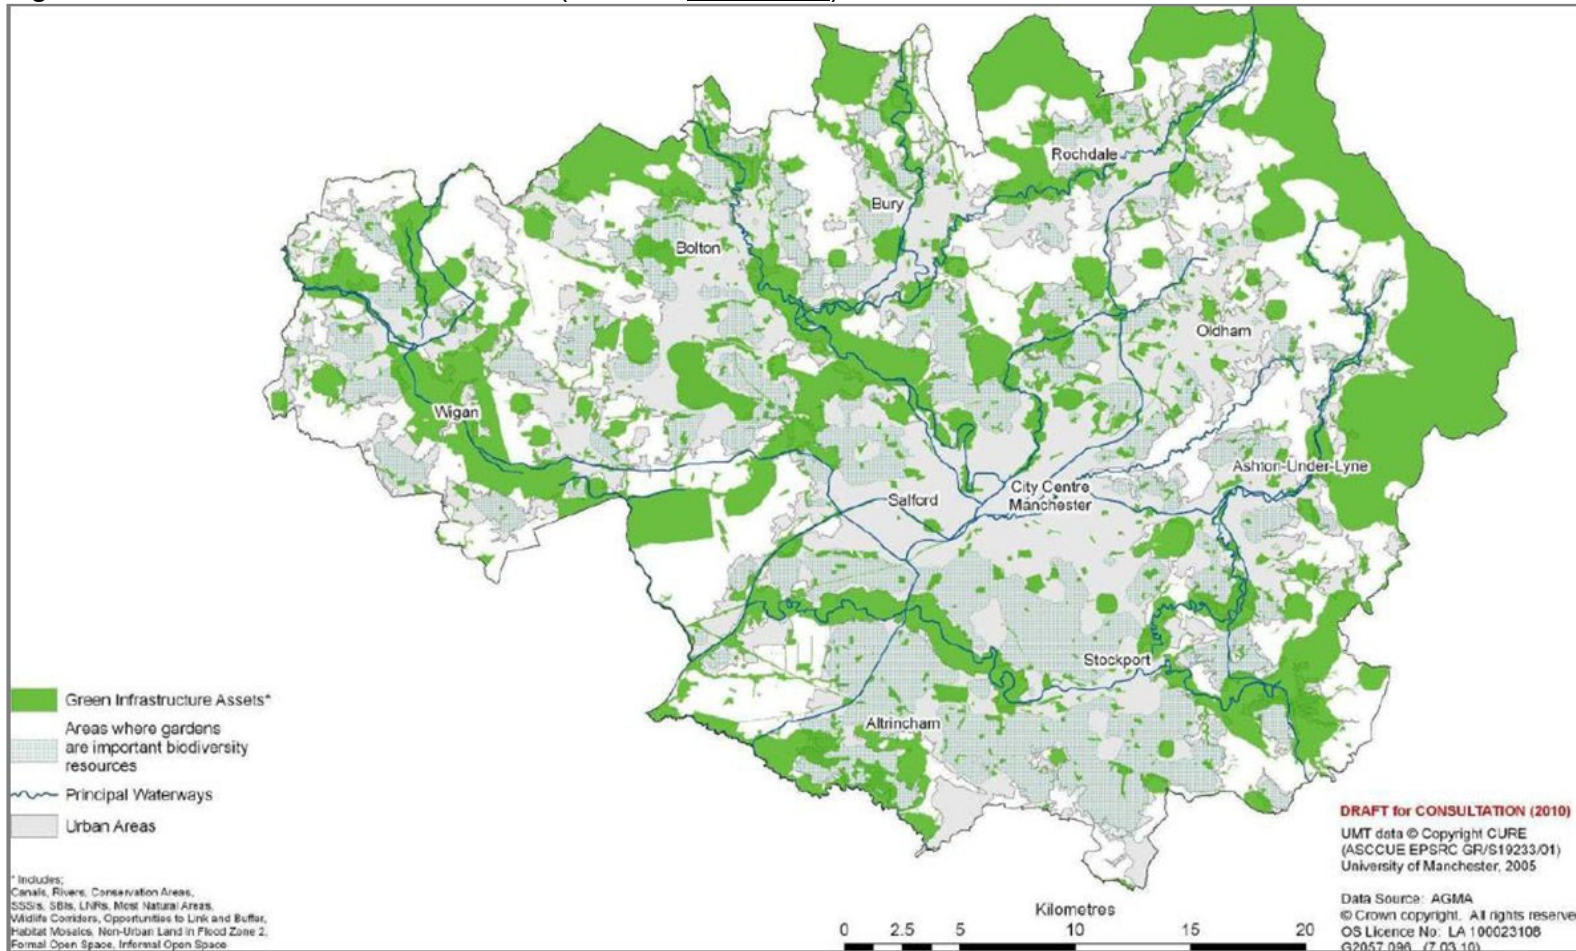 Rochdale
Bury
Bolton
Oldham
Wigan
Ashton-Under-Lyne
City Centre
Manchester
Salford
Stockport
Altrincham
Green Infrastructure Assets*
Areas where gardens
are important biodiversity
resources
Principal Waterways
Urban Areas
* Includes;
Canals, Rivers, Conservation Areas,
SSSIs, SBIs, LNRs, Most Natural Areas,
Wildlife Corridors, Opportunities to Link and Buffer,
Habitat Mosaics, Non-Urban Land in Flood Zone 2,
Formal Open Space, Informal Open Space
Kilometres
0 2.5 5 10 15 20
DRAFT for CONSULTATION (2010)
UMT data © Copyright CURE
(ASCCUE EPSRC GR/S19233/01)
University of Manchester, 2005
Data Source: AGMA
© Crown copyright. All rights reserve
OS Licence No: LA 100023108
G2057.096 (7.03.10)